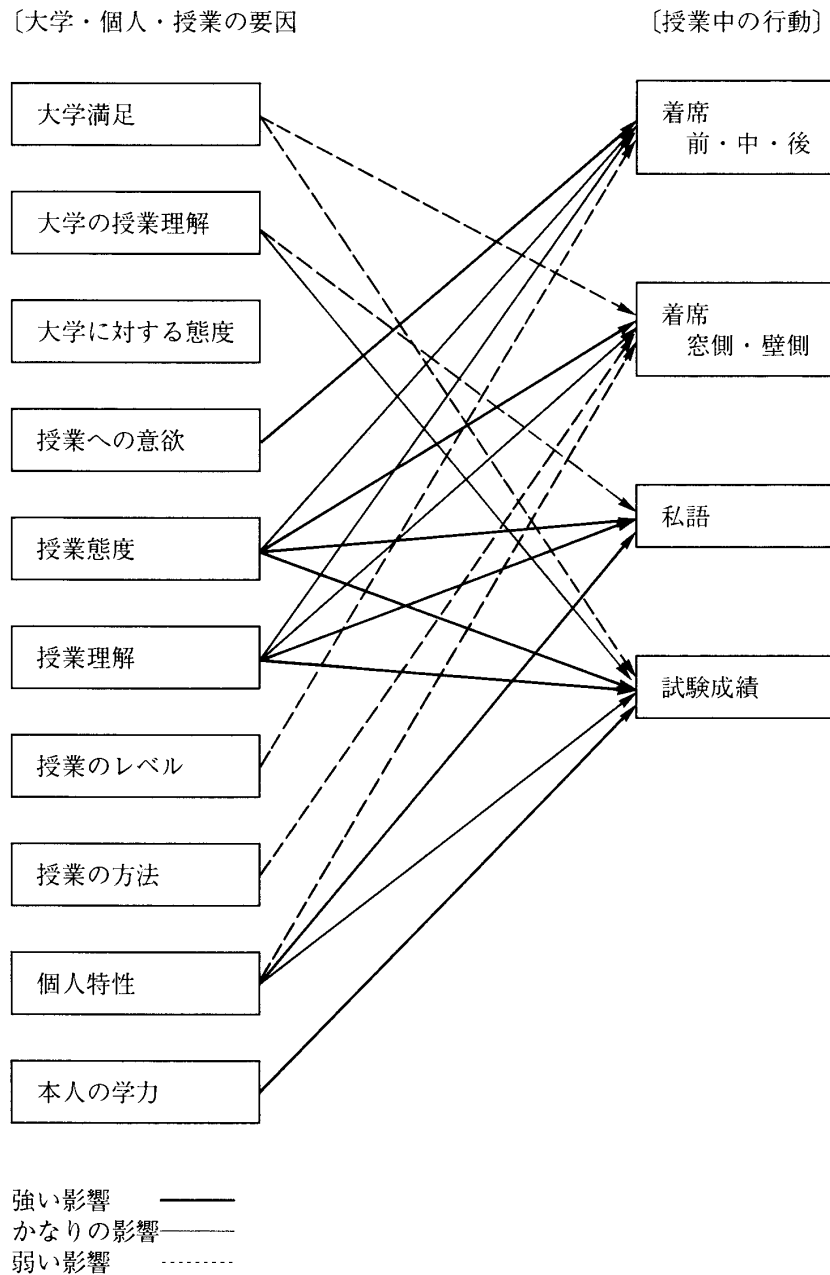 〔大学・個人・授業の要因
〔授業中の行動〕
大学満足
大学の授業理解
大学に対する態度
授業への意欲
授業態度
授業理解
授業のレベル
授業の方法
個人特性
本人の学力
着席
前・中・後
着席
窓側・壁側
私語
試験成績
強い影響
かなりの影響
弱い影響